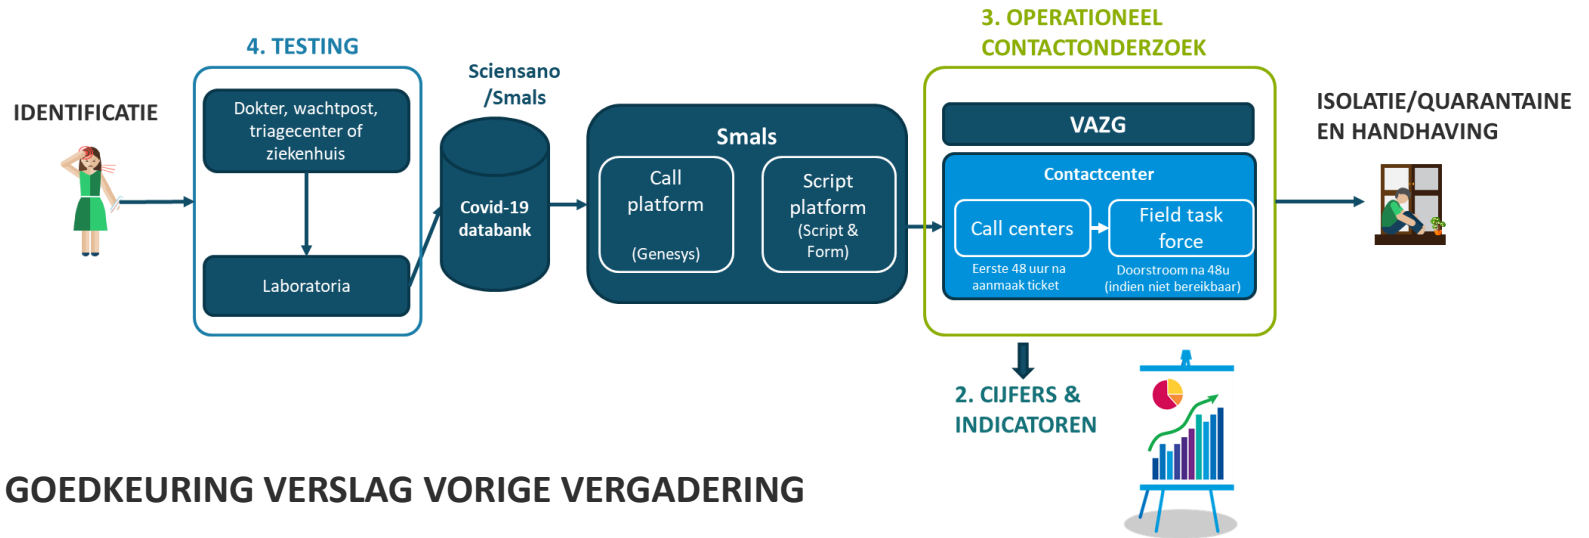 IDENTIFICATIE
4. TESTING
Dokter, wachtpost,
triagecenter of
ziekenhuis
Laboratoria
Sciensano
/Smals
Covid-19
databank
Smals
Call
platform
(Genesys)
Script
platform
(Script &
Form)
3. OPERATIONEEL
CONTACTONDERZOEK
VAZG
Contactcenter
Call centers
Eerste 48 uur na
aanmaak ticket
Field task
force
Doorstroom na 48u
(indien niet bereikbaar)
ISOLATIE/QUARANTAINE
EN HANDHAVING
2. CIJFERS &
INDICATOREN
GOEDKEURING VERSLAG VORIGE VERGADERING